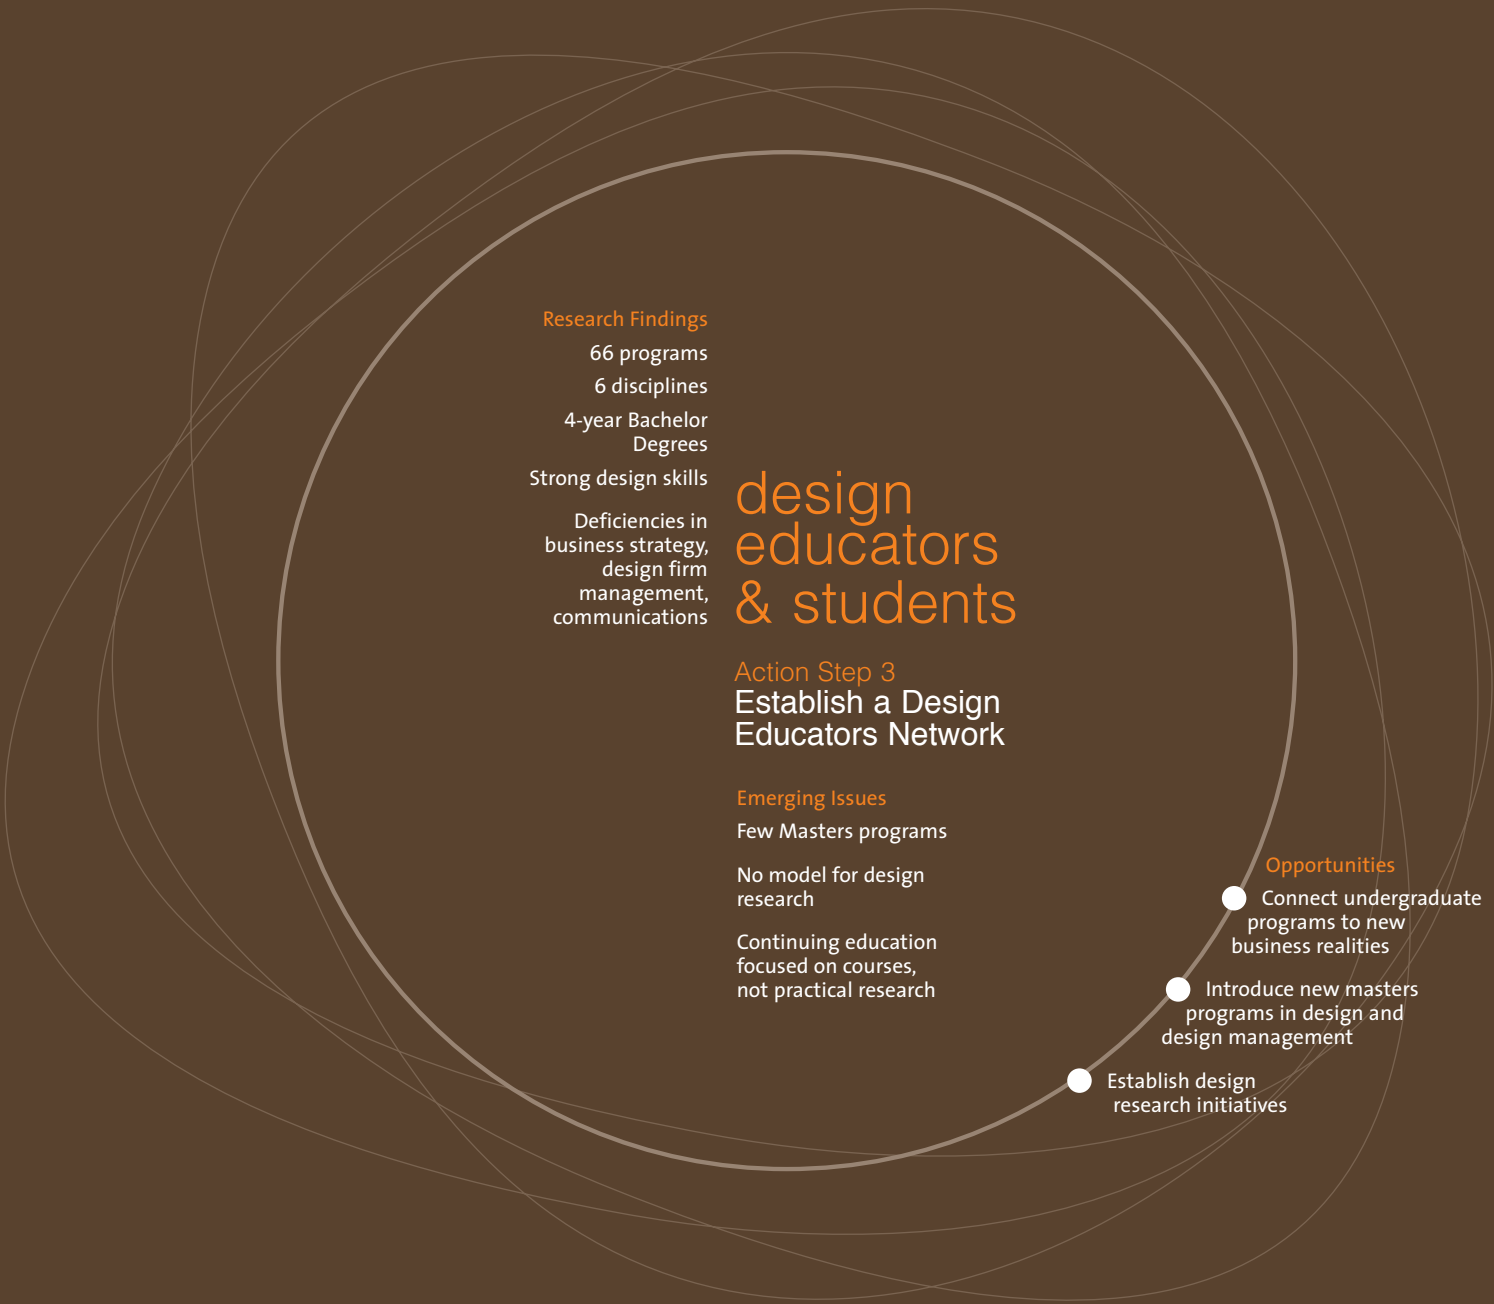 Research Findings
66 programs
6 disciplines
4-year Bachelor
Degrees
Strong design skills
Deficiencies in
business strategy,
design firm
management,
communications
design
educators
& students
Action Step 3
Establish a Design
Educators Network
Emerging Issues
Few Masters programs
No model for design
research
Continuing education
focused on courses,
not practical research
Opportunities
Connect undergraduate
programs to new
business realities
Introduce new masters
programs in design and
design management
Establish design
research initiatives